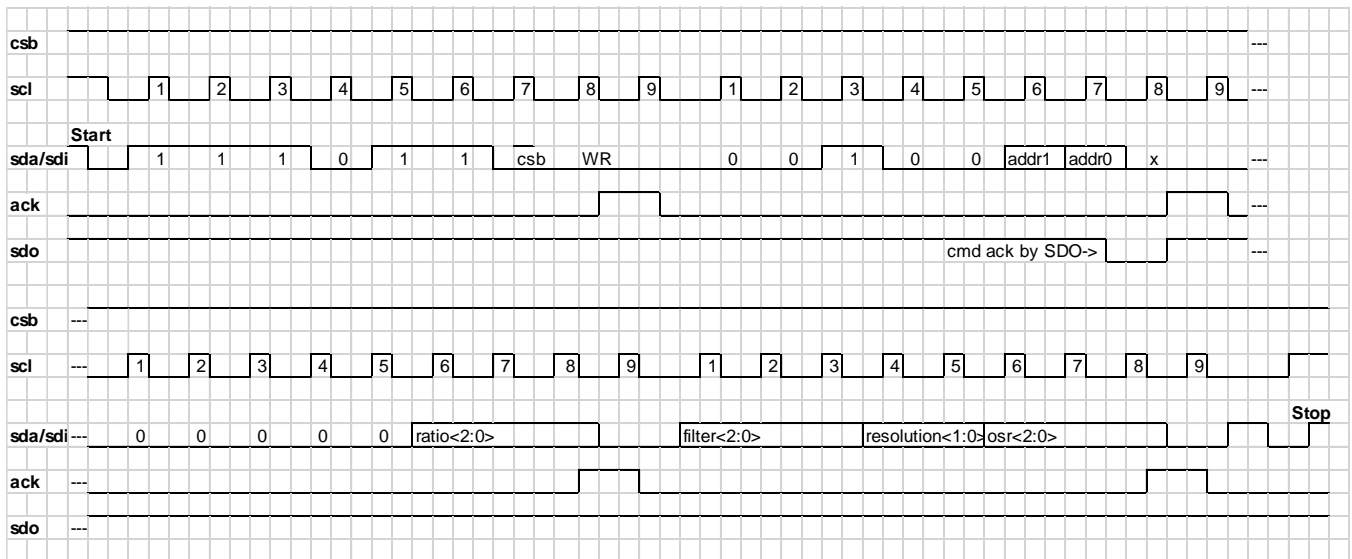 csb ---
scl 1 2 3 4 5 6 7 8 9 1 2 3 4 5 6 7 8 9 ---
Start
sda/sdi 1 1 1 0 1 1 csb WR 0 0 1 0 0 addr1 addr0 x ---
ack ---
sdo cmd ack by SDO-> ---
csb ---
scl --- 1 2 3 4 5 6 7 8 9 1 2 3 4 5 6 7 8 9
Stop
sda/sdi --- 0 0 0 0 0 ratio<2:0> filter<2:0> resolution<1:0> osr<2:0>
ack ---
sdo ---